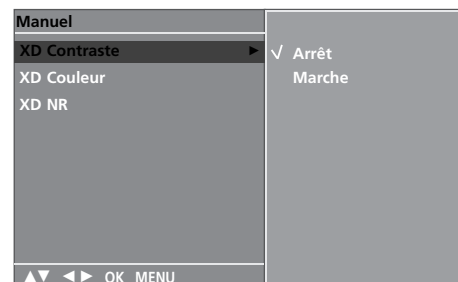 Manuel
XD Contraste ► √ Arrêt
XD Couleur Marche
XD NR
▲▼ ◄► OK MENU